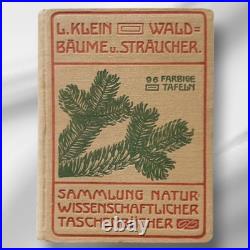 L. KLEIN WALD=
BÄUME U. STRÄUCHER.
96 FARBIGE
TAFELN
SAMMLUNG NATUR-
WISSENSCHAFTLICHER
TASCHENBÜCHER